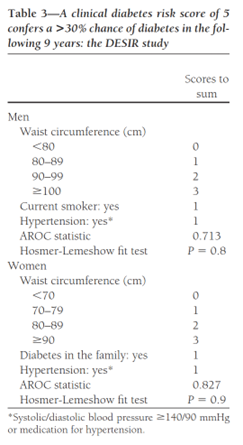 Table 3—A clinical diabetes risk score of 5
confers a >30% chance of diabetes in the fol-
lowing 9 years: the DESIR study
Scores to
sum
Men
Waist circumference (cm)
<80 0
80–89 1
90–99 2
≥100 3
Current smoker: yes 1
Hypertension: yes* 1
AROC statistic 0.713
Hosmer-Lemeshow fit test P = 0.8
Women
Waist circumference (cm)
<70 0
70–79 1
80–89 2
≥90 3
Diabetes in the family: yes 1
Hypertension: yes* 1
AROC statistic 0.827
Hosmer-Lemeshow fit test P = 0.9
*Systolic/diastolic blood pressure ≥140/90 mmHg
or medication for hypertension.